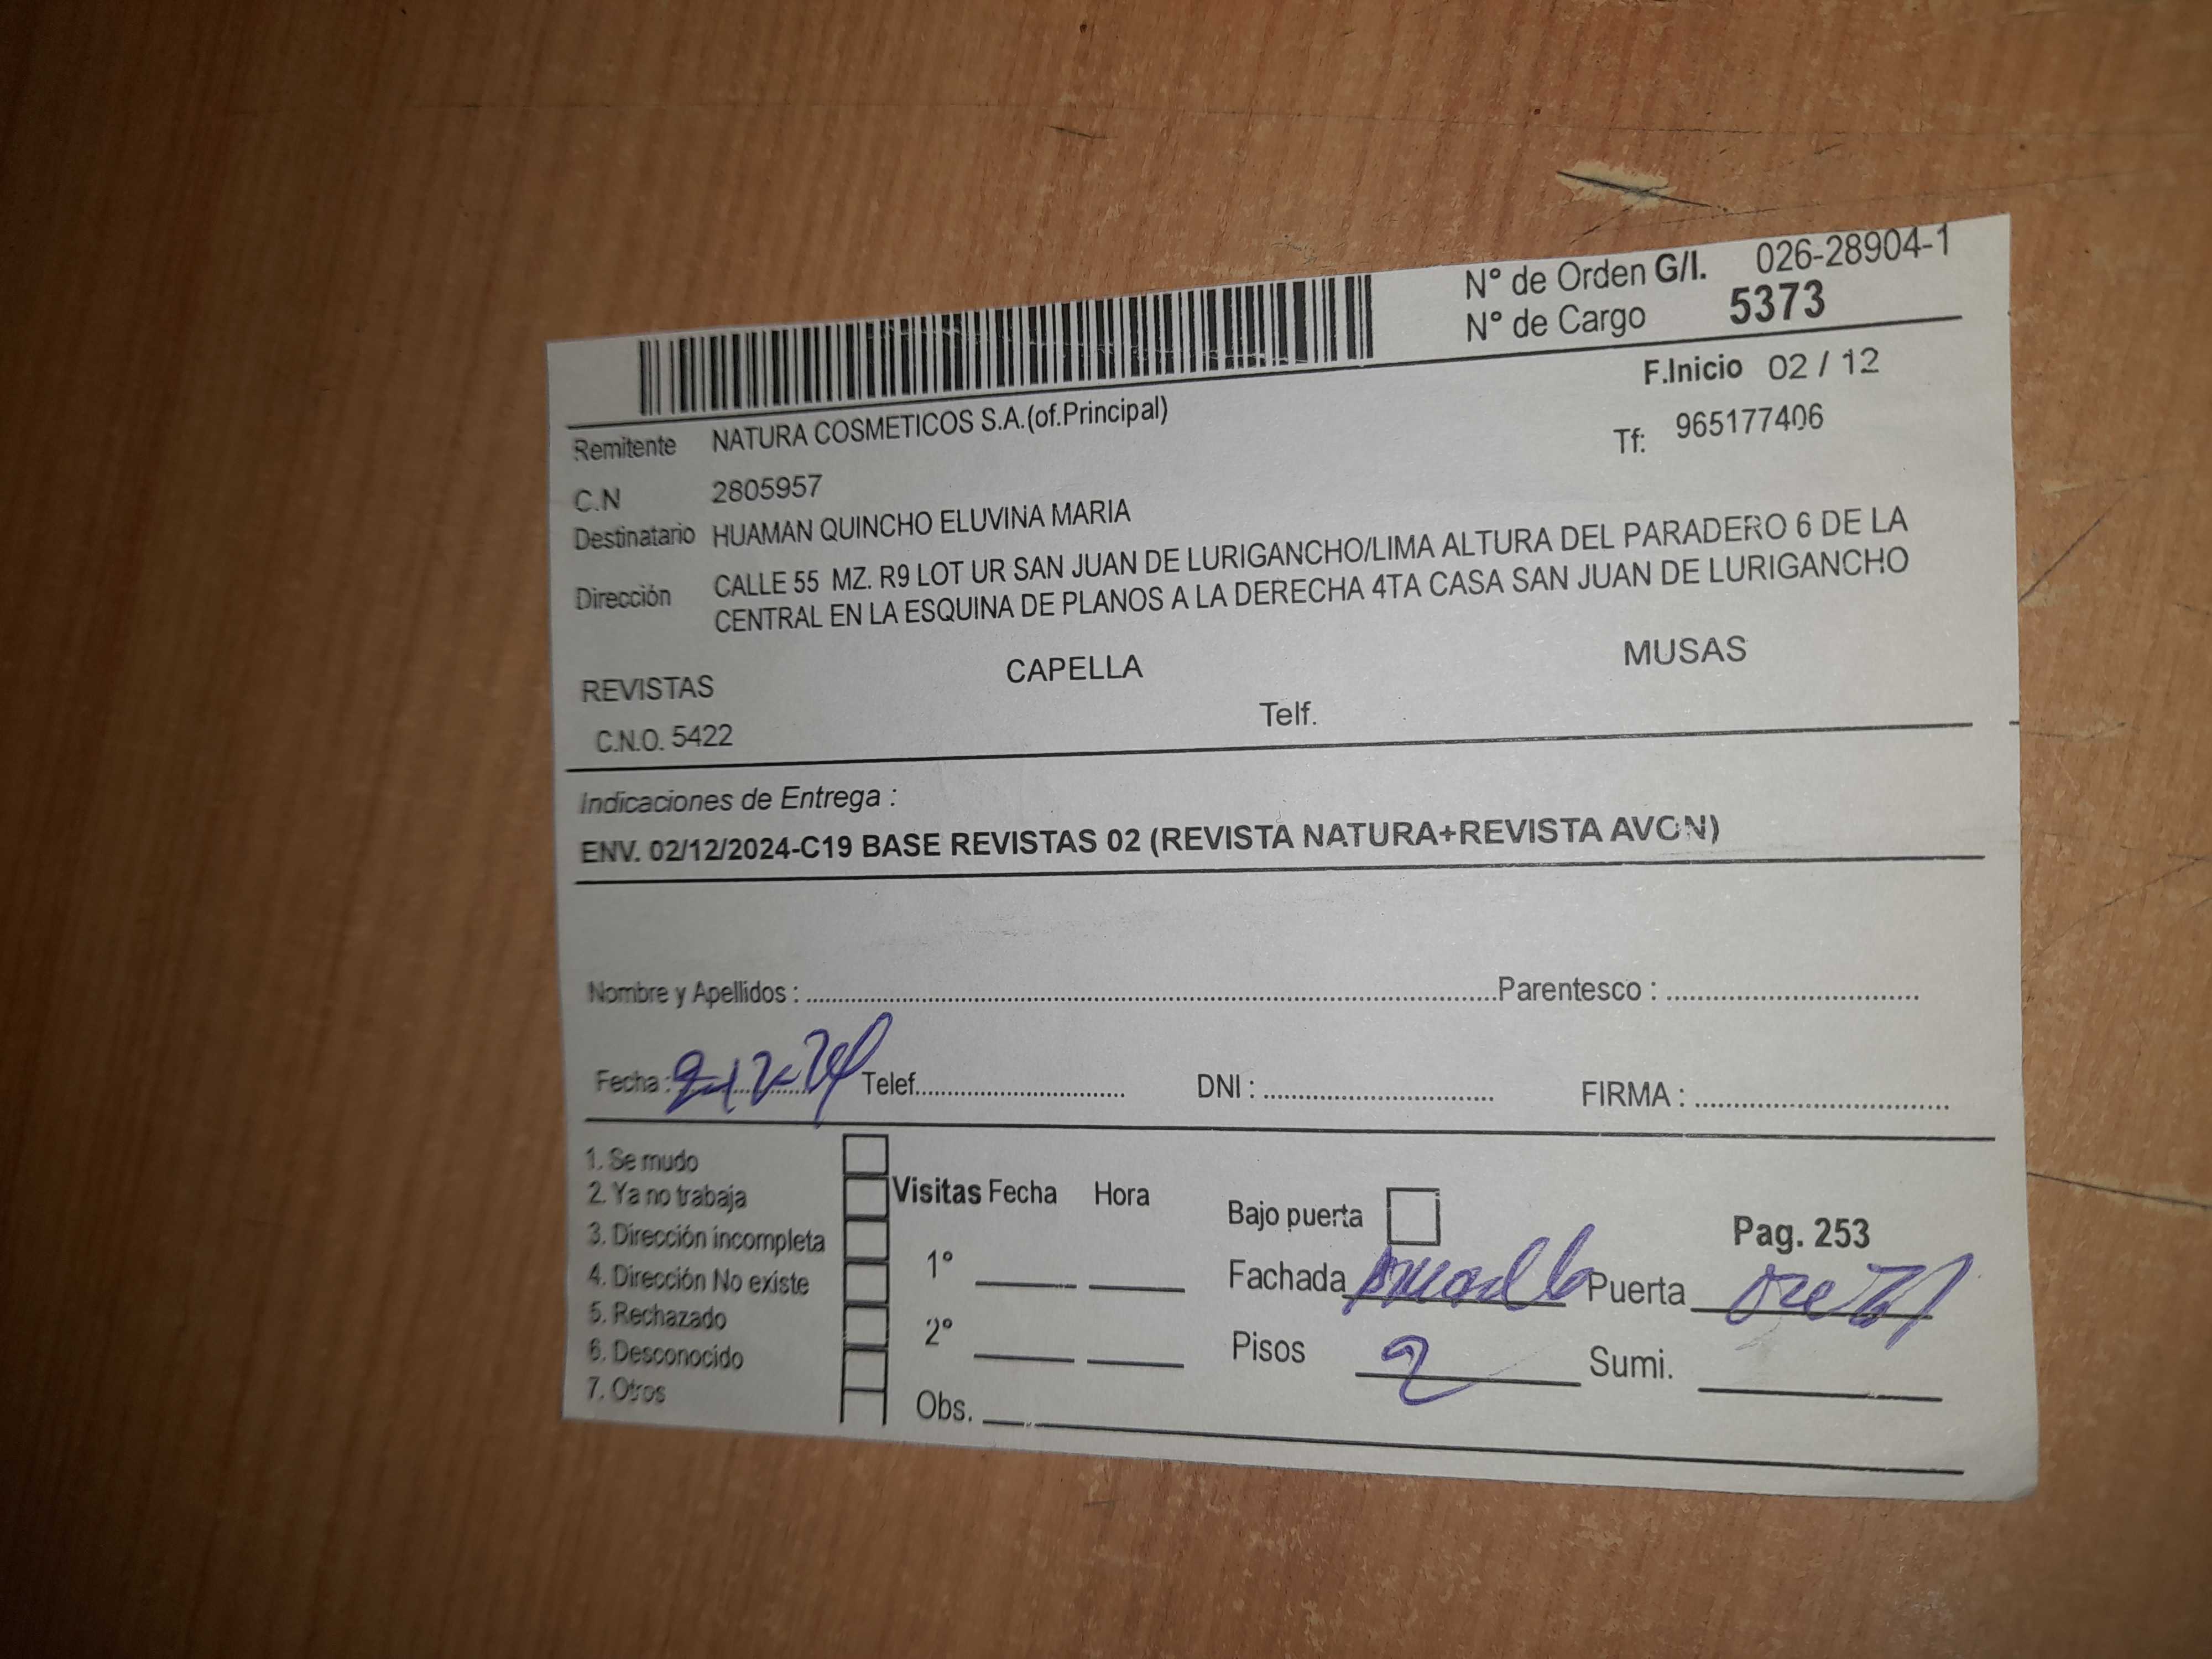 N° de Orden G/I. 026-28904-1
N° de Cargo 5373
F.Inicio 02 / 12
Remitente NATURA COSMETICOS S.A.(of.Principal)
Tf: 965177406
C.N 2805957
Destinatario HUAMAN QUINCHO ELUVINA MARIA
Dirección CALLE 55 MZ. R9 LOT UR SAN JUAN DE LURIGANCHO/LIMA ALTURA DEL PARADERO 6 DE LA
CENTRAL EN LA ESQUINA DE PLANOS A LA DERECHA 4TA CASA SAN JUAN DE LURIGANCHO
REVISTAS CAPELLA MUSAS
C.N.O. 5422 Telf.
Indicaciones de Entrega :
ENV. 02/12/2024-C19 BASE REVISTAS 02 (REVISTA NATURA+REVISTA AVON)
Nombre y Apellidos : Parentesco :
Fecha : Telef. DNI : FIRMA :
1. Se mudo
2. Ya no trabaja
3. Dirección incompleta
4. Dirección No existe
5. Rechazado
6. Desconocido
7. Otros
Visitas Fecha Hora
1°
2°
Obs.
Bajo puerta Pag. 253
Fachada Puerta
Pisos 2 Sumi.